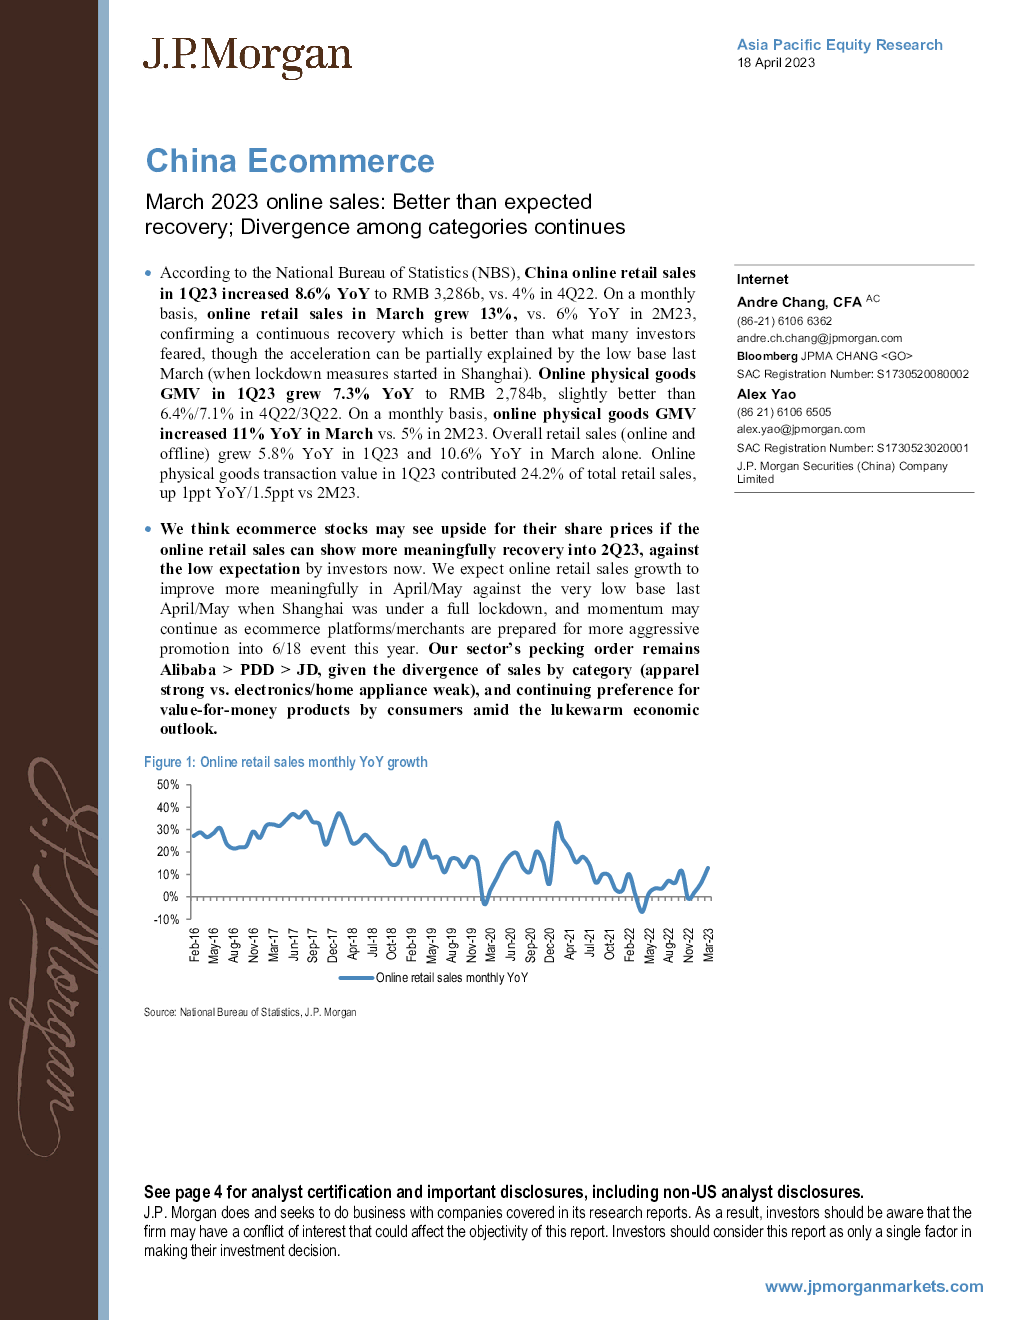 J.P.Morgan
Asia Pacific Equity Research
18 April 2023
China Ecommerce
March 2023 online sales: Better than expected
recovery; Divergence among categories continues
• According to the National Bureau of Statistics (NBS), China online retail sales
in 1Q23 increased 8.6% YoY to RMB 3,286b, vs. 4% in 4Q22. On a monthly
basis, online retail sales in March grew 13%, vs. 6% YoY in 2M23,
confirming a continuous recovery which is better than what many investors
feared, though the acceleration can be partially explained by the low base last
March (when lockdown measures started in Shanghai). Online physical goods
GMV in 1Q23 grew 7.3% YoY to RMB 2,784b, slightly better than
6.4%/7.1% in 4Q22/3Q22. On a monthly basis, online physical goods GMV
increased 11% YoY in March vs. 5% in 2M23. Overall retail sales (online and
offline) grew 5.8% YoY in 1Q23 and 10.6% YoY in March alone. Online
physical goods transaction value in 1Q23 contributed 24.2% of total retail sales,
up 1ppt YoY/1.5ppt vs 2M23.
• We think ecommerce stocks may see upside for their share prices if the
online retail sales can show more meaningfully recovery into 2Q23, against
the low expectation by investors now. We expect online retail sales growth to
improve more meaningfully in April/May against the very low base last
April/May when Shanghai was under a full lockdown, and momentum may
continue as ecommerce platforms/merchants are prepared for more aggressive
promotion into 6/18 event this year. Our sector's pecking order remains
Alibaba > PDD > JD, given the divergence of sales by category (apparel
strong vs. electronics/home appliance weak), and continuing preference for
value-for-money products by consumers amid the lukewarm economic
outlook.
Internet
Andre Chang, CFA AC
(86-21) 6106 6362
andre.ch.chang@jpmorgan.com
Bloomberg JPMA CHANG <GO>
SAC Registration Number: S1730520080002
Alex Yao
(86 21) 6106 6505
alex.yao@jpmorgan.com
SAC Registration Number: S1730523020001
J.P. Morgan Securities (China) Company
Limited
Figure 1: Online retail sales monthly YoY growth
50%
40%
30%
20%
10%
0%
-10%
Feb-16
May-16
Aug-16
Nov-16
Mar-17
Jun-17
Sep-17
Dec-17
Apr-18
Jul-18
Oct-18
Feb-19
May-19
Aug-19
Nov-19
Mar-20
Jun-20
Sep-20
Dec-20
Apr-21
Jul-21
Oct-21
Feb-22
May-22
Aug-22
Nov-22
Mar-23
Online retail sales monthly YoY
Source: National Bureau of Statistics, J.P. Morgan
J.P.Morgan
See page 4 for analyst certification and important disclosures, including non-US analyst disclosures.
J.P. Morgan does and seeks to do business with companies covered in its research reports. As a result, investors should be aware that the
firm may have a conflict of interest that could affect the objectivity of this report. Investors should consider this report as only a single factor in
making their investment decision.
www.jpmorganmarkets.com